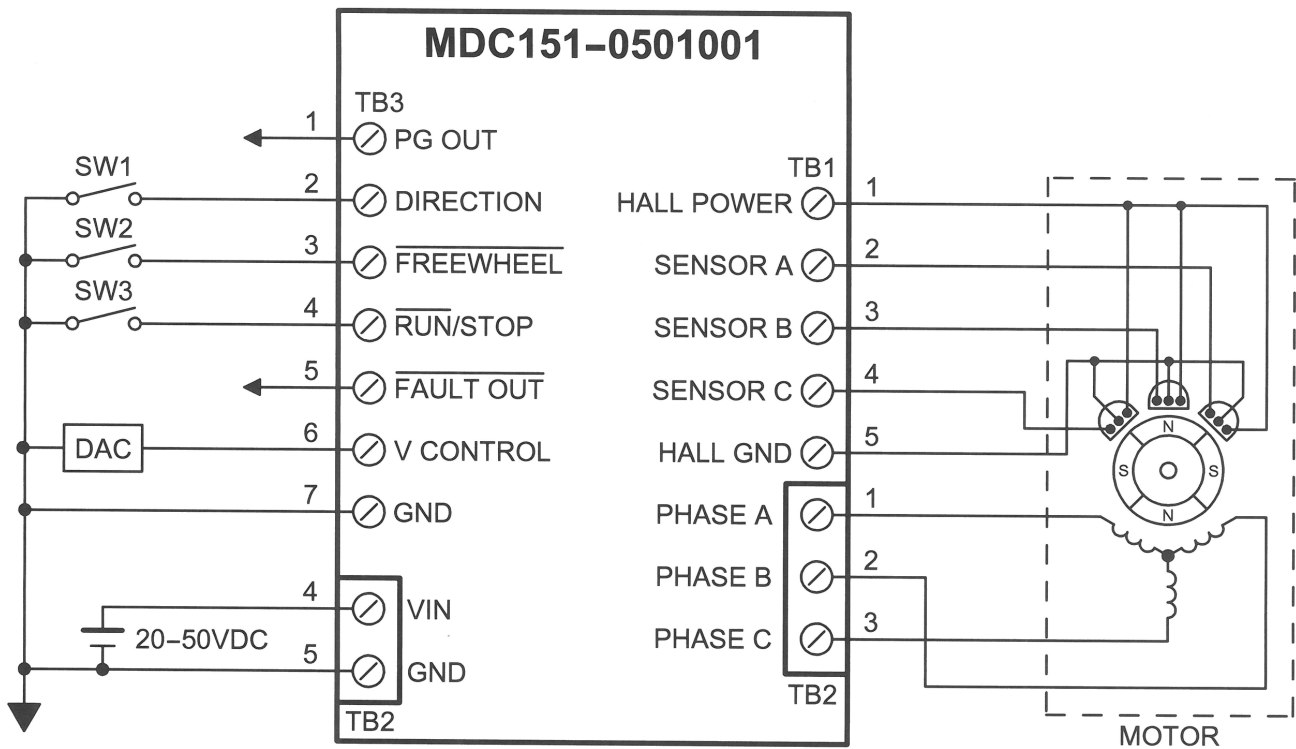 MDC151-0501001
TB3
1 PG OUT
SW1
2 DIRECTION
SW2
3 FREEWHEEL
SW3
4 RUN/STOP
5 FAULT OUT
DAC
6 V CONTROL
7 GND
4 VIN
20-50VDC
5 GND
TB2
TB1
HALL POWER 1
SENSOR A 2
SENSOR B 3
SENSOR C 4
HALL GND 5
PHASE A 1
PHASE B 2
PHASE C 3
TB2
N
S S
N
MOTOR